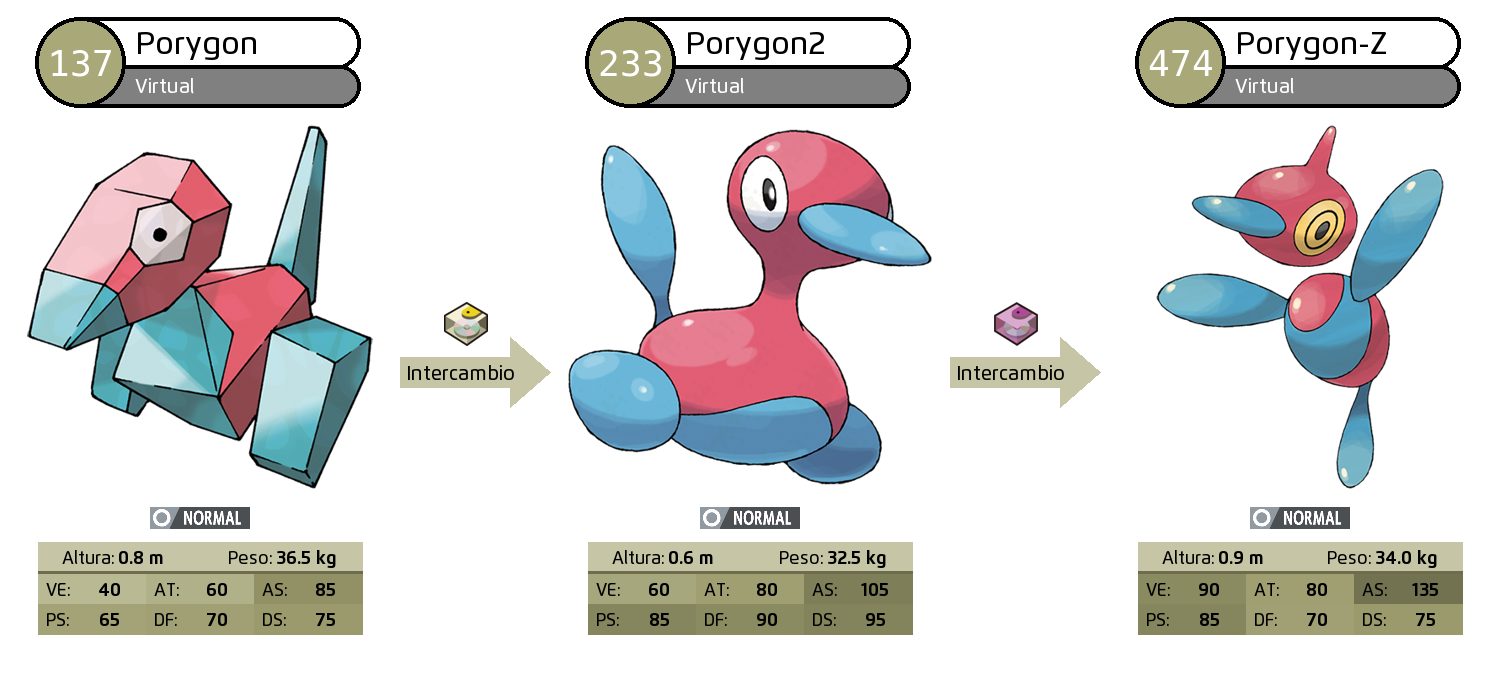 137 Porygon
Virtual
233 Porygon2
Virtual
474 Porygon-Z
Virtual
Intercambio
Intercambio
NORMAL
NORMAL
NORMAL
Altura: 0.8 m Peso: 36.5 kg
VE: 40 AT: 60 AS: 85
PS: 65 DF: 70 DS: 75
Altura: 0.6 m Peso: 32.5 kg
VE: 60 AT: 80 AS: 105
PS: 85 DF: 90 DS: 95
Altura: 0.9 m Peso: 34.0 kg
VE: 90 AT: 80 AS: 135
PS: 85 DF: 70 DS: 75